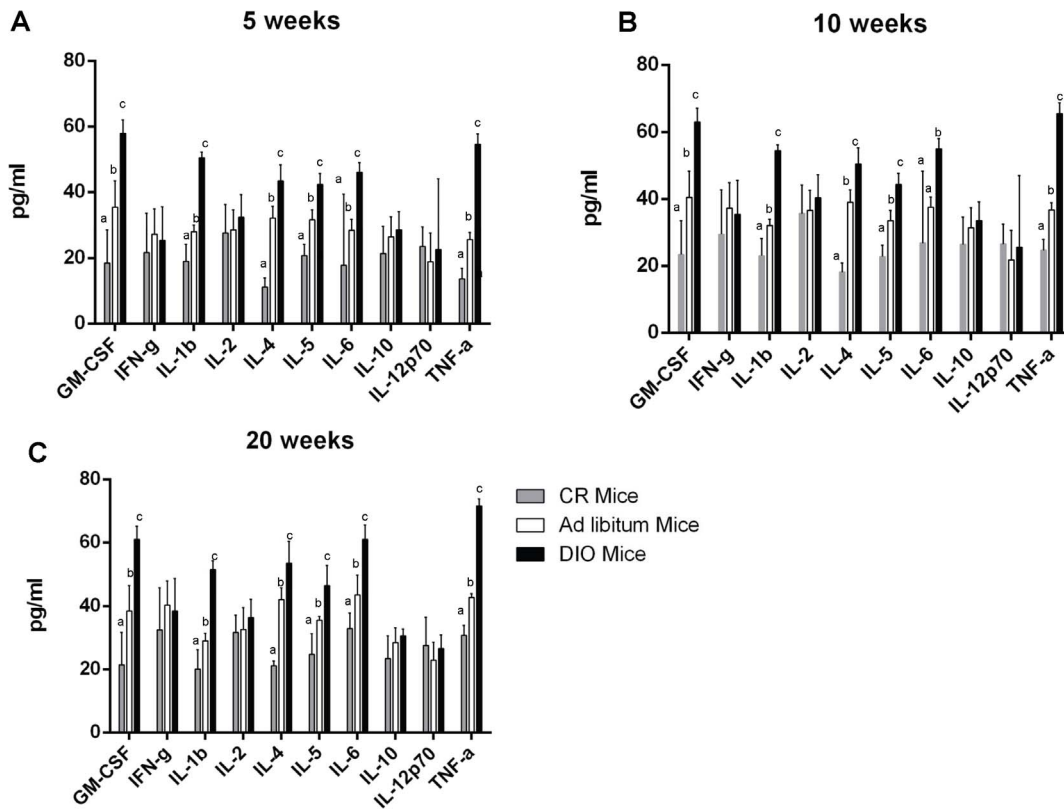 A
5 weeks
pg/ml
80
60
40
20
0
a b c
a b c
a b c
a b c
a b c
a b c
GM-CSF
IFN-g
IL-1b
IL-2
IL-4
IL-5
IL-6
IL-10
IL-12p70
TNF-a
B
10 weeks
pg/ml
80
60
40
20
0
a b c
a b c
a b c
a b c
a a b
a b c
GM-CSF
IFN-g
IL-1b
IL-2
IL-4
IL-5
IL-6
IL-10
IL-12p70
TNF-a
C
20 weeks
pg/ml
80
60
40
20
0
a b c
a b c
a b c
a b c
a b c
a b c
GM-CSF
IFN-g
IL-1b
IL-2
IL-4
IL-5
IL-6
IL-10
IL-12p70
TNF-a
CR Mice
Ad libitum Mice
DIO Mice